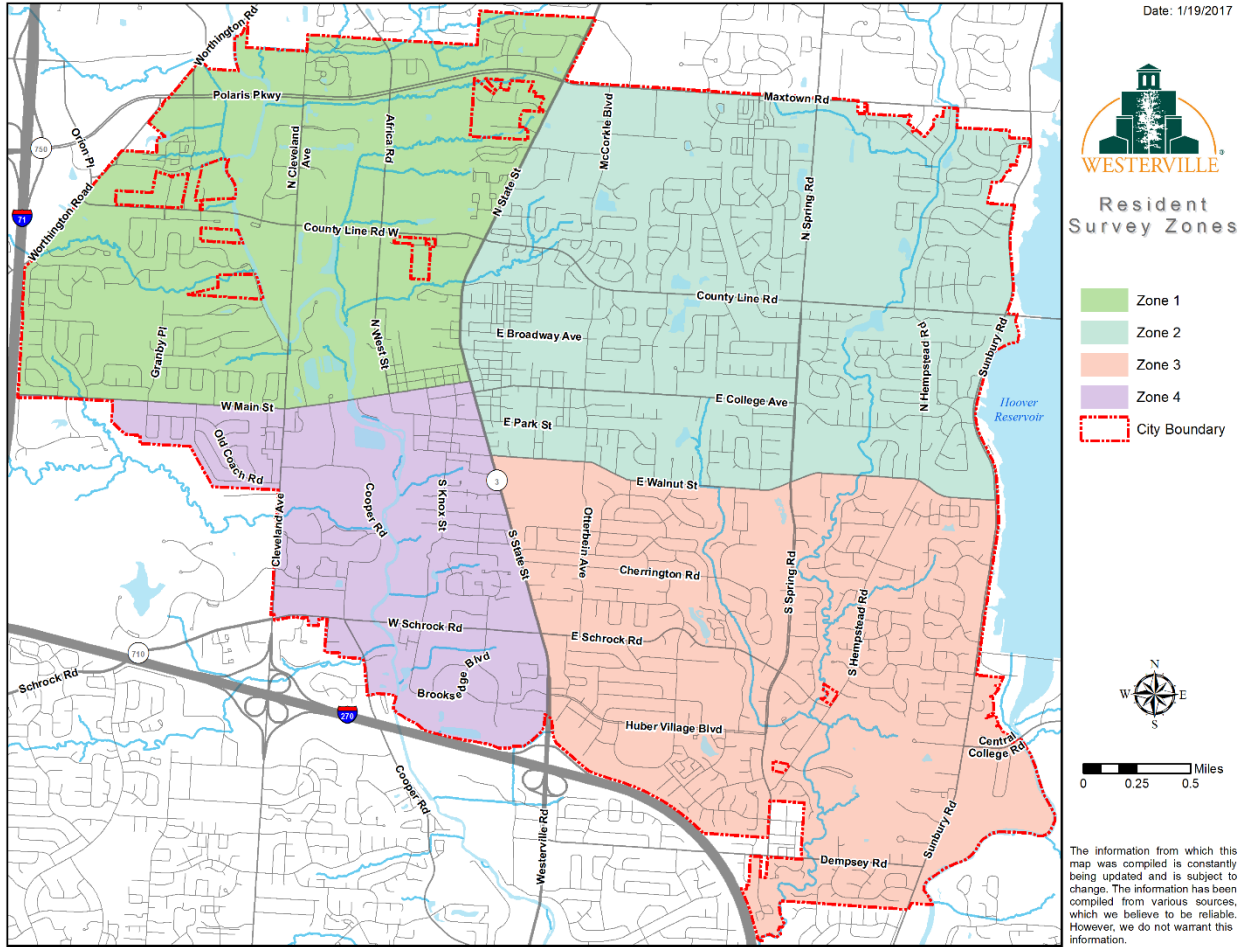 Date: 1/19/2017
WESTERVILLE
®
Resident
Survey Zones
Zone 1
Zone 2
Zone 3
Zone 4
City Boundary
N
W E
S
Miles
0 0.25 0.5
The information from which this
map was compiled is constantly
being updated and is subject to
change. The information has been
compiled from various sources,
which we believe to be reliable.
However, we do not warrant this
information.
Worthington Rd
Polaris Pkwy
Maxtown Rd
McCorkle Blvd
Orion Pl
750
N Cleveland
Ave
Africa Rd
N State St
N Spring Rd
71
Worthington Road
County Line Rd W
County Line Rd
Granby Pl
N West St
E Broadway Ave
N Hempstead Rd
Sunbury Rd
W Main St
E College Ave
Hoover
Reservoir
E Park St
Old Coach Rd
3
E Walnut St
Cleveland Ave
Cooper Rd
S Knox St
S State St
Otterbein Ave
Cherrington Rd
S Spring Rd
S Hempstead Rd
W Schrock Rd
E Schrock Rd
710
Schrock Rd
Brooksedge Blvd
270
Huber Village Blvd
Central
College Rd
Cooper Rd
Westerville Rd
Sunbury Rd
Dempsey Rd